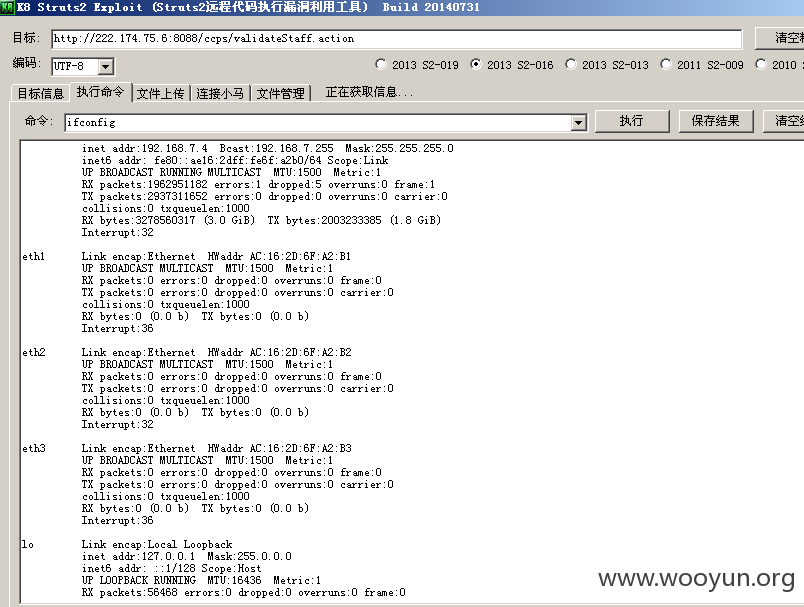 K8 K8 Struts2 Exploit (Struts2远程代码执行漏洞利用工具) Build 20140731
目标: http://222.174.75.6:8088/ccps/validateStaff.action 清空
编码: UTF-8 2013 S2-019 2013 S2-016 2013 S2-013 2011 S2-009 2010
目标信息 执行命令 文件上传 连接小马 文件管理 正在获取信息...
命令: ifconfig 执行 保存结果 清空
inet addr:192.168.7.4 Bcast:192.168.7.255 Mask:255.255.255.0
inet6 addr: fe80::ae16:2dff:fe6f:a2b0/64 Scope:Link
UP BROADCAST RUNNING MULTICAST MTU:1500 Metric:1
RX packets:1962951182 errors:1 dropped:5 overruns:0 frame:1
TX packets:2937311652 errors:0 dropped:0 overruns:0 carrier:0
collisions:0 txqueuelen:1000
RX bytes:3278560317 (3.0 GiB) TX bytes:2003233385 (1.8 GiB)
Interrupt:32
eth1 Link encap:Ethernet HWaddr AC:16:2D:6F:A2:B1
UP BROADCAST MULTICAST MTU:1500 Metric:1
RX packets:0 errors:0 dropped:0 overruns:0 frame:0
TX packets:0 errors:0 dropped:0 overruns:0 carrier:0
collisions:0 txqueuelen:1000
RX bytes:0 (0.0 b) TX bytes:0 (0.0 b)
Interrupt:36
eth2 Link encap:Ethernet HWaddr AC:16:2D:6F:A2:B2
UP BROADCAST MULTICAST MTU:1500 Metric:1
RX packets:0 errors:0 dropped:0 overruns:0 frame:0
TX packets:0 errors:0 dropped:0 overruns:0 carrier:0
collisions:0 txqueuelen:1000
RX bytes:0 (0.0 b) TX bytes:0 (0.0 b)
Interrupt:32
eth3 Link encap:Ethernet HWaddr AC:16:2D:6F:A2:B3
UP BROADCAST MULTICAST MTU:1500 Metric:1
RX packets:0 errors:0 dropped:0 overruns:0 frame:0
TX packets:0 errors:0 dropped:0 overruns:0 carrier:0
collisions:0 txqueuelen:1000
RX bytes:0 (0.0 b) TX bytes:0 (0.0 b)
Interrupt:36
lo Link encap:Local Loopback
inet addr:127.0.0.1 Mask:255.0.0.0
inet6 addr: ::1/128 Scope:Host
UP LOOPBACK RUNNING MTU:16436 Metric:1
RX packets:56468 errors:0 dropped:0 overruns:0 frame:0
www.wooyun.org